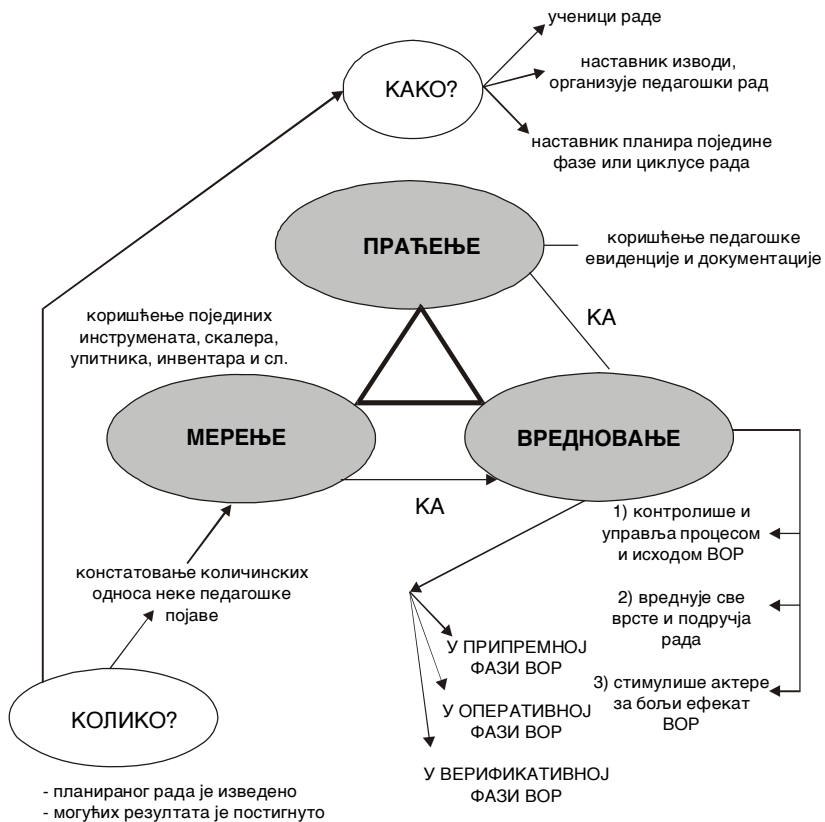 ученици раде
КАКО?
наставник изводи,
организује педагошки рад
наставник планира поједине
фазе или циклусе рада
ПРАЋЕЊЕ
коришћење педагошке
евиденције и документације
КА
коришћење појединих
инструмената, скалера,
упитника, инвентара и сл.
МЕРЕЊЕ
ВРЕДНОВАЊЕ
КА
1) контролише и
управља процесом
и исходом ВОР
констатовање количинских
односа неке педагошке
појаве
2) вреднује све
врсте и подручја
рада
У ПРИПРЕМНОЈ
ФАЗИ ВОР
3) стимулише актере
за бољи ефекат
ВОР
КОЛИКО?
У ОПЕРАТИВНОЈ
ФАЗИ ВОР
У ВЕРИФИКАТИВНОЈ
ФАЗИ ВОР
- планираног рада је изведено
- могућих резултата је постигнуто